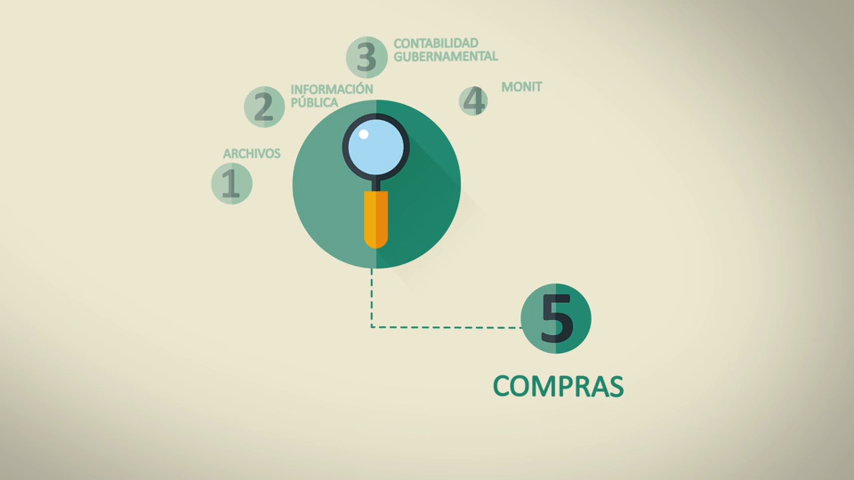 3
CONTABILIDAD
GUBERNAMENTAL
2
INFORMACIÓN
PÚBLICA
4
MONIT
ARCHIVOS
1
5
COMPRAS